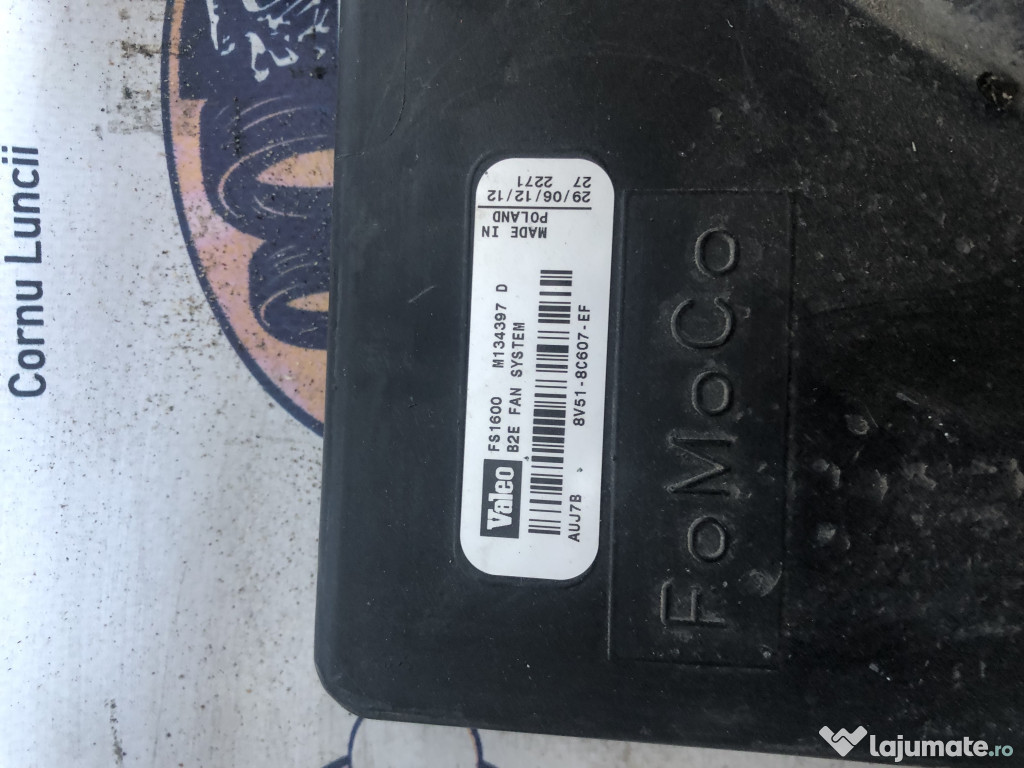 Cornu Luncii
Valeo
FS1600 M134397 D
B2E FAN SYSTEM
AUJ7B 8V51-8C607-EF
MADE IN
POLAND
29/06/12/12
27 2271
FoMoCo
lajumate.ro